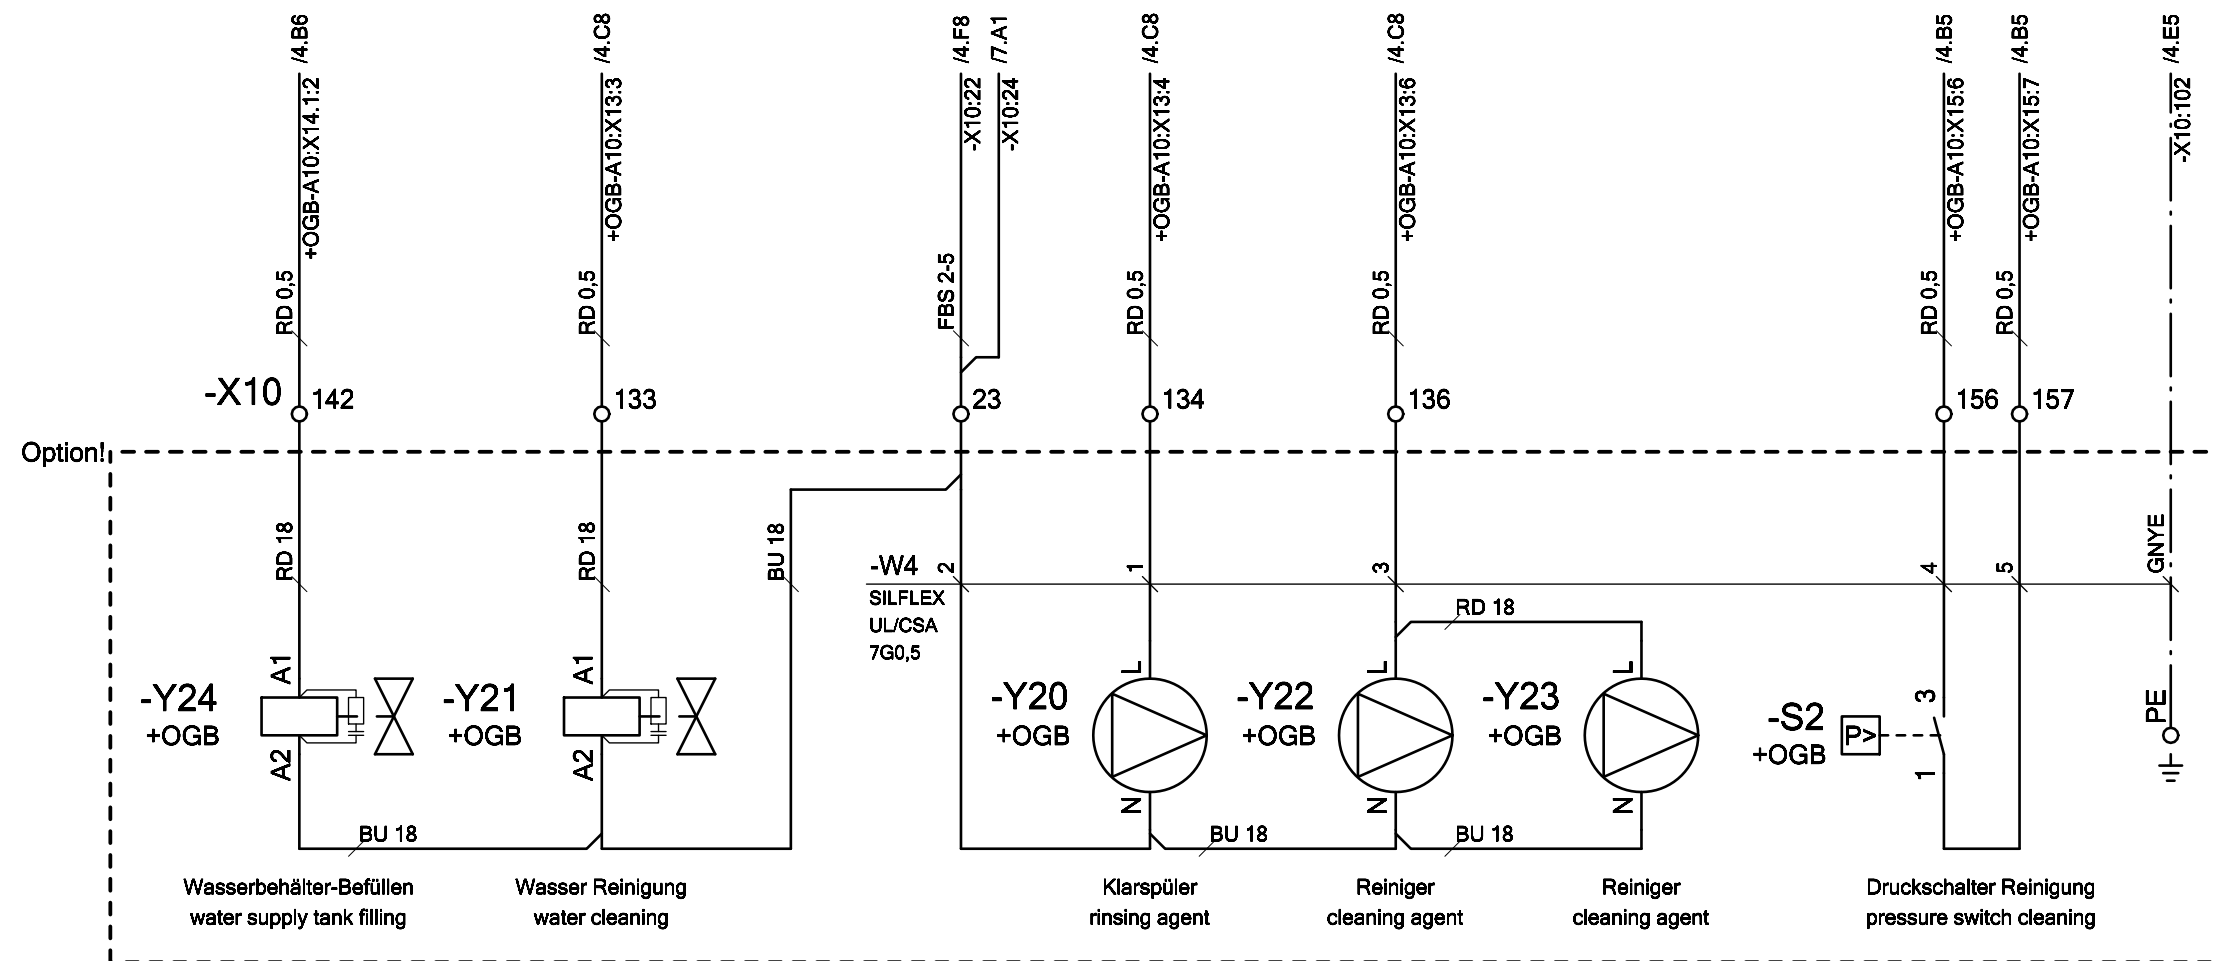 /4.B6
/4.C8
/4.F8
/7.A1
/4.C8
/4.C8
/4.B5
/4.B5
/4.E5
+OGB-A10:X14.1:2
+OGB-A10:X13:3
-X10:22
-X10:24
+OGB-A10:X13:4
+OGB-A10:X13:6
+OGB-A10:X15:6
+OGB-A10:X15:7
-X10:102
RD 0,5
RD 0,5
FBS 2-5
RD 0,5
RD 0,5
RD 0,5
RD 0,5
-X10
142
133
23
134
136
156
157
Option!
RD 18
RD 18
BU 18
-W4
2
1
3
4
5
GNYE
SILFLEX
UL/CSA
7G0,5
RD 18
A1
A1
L
L
L
-Y24
+OGB
-Y21
+OGB
-Y20
+OGB
-Y22
+OGB
-Y23
+OGB
-S2
+OGB
P>
3
1
PE
A2
A2
N
N
N
BU 18
BU 18
BU 18
Wasserbehälter-Befüllen
water supply tank filling
Wasser Reinigung
water cleaning
Klarspüler
rinsing agent
Reiniger
cleaning agent
Reiniger
cleaning agent
Druckschalter Reinigung
pressure switch cleaning